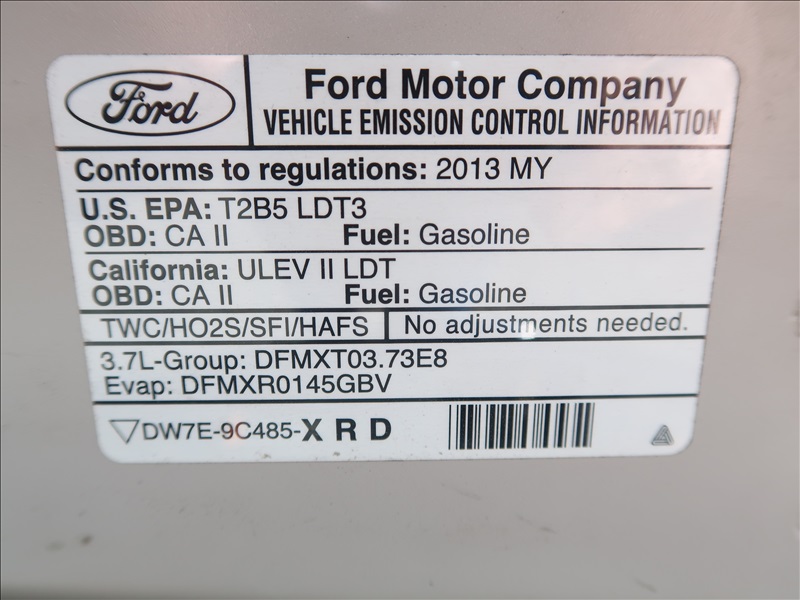 Ford
Ford Motor Company
VEHICLE EMISSION CONTROL INFORMATION
Conforms to regulations: 2013 MY
U.S. EPA: T2B5 LDT3
OBD: CA II Fuel: Gasoline
California: ULEV II LDT
OBD: CA II Fuel: Gasoline
TWC/HO2S/SFI/HAFS No adjustments needed.
3.7L-Group: DFMXT03.73E8
Evap: DFMXR0145GBV
DW7E-9C485-X R D